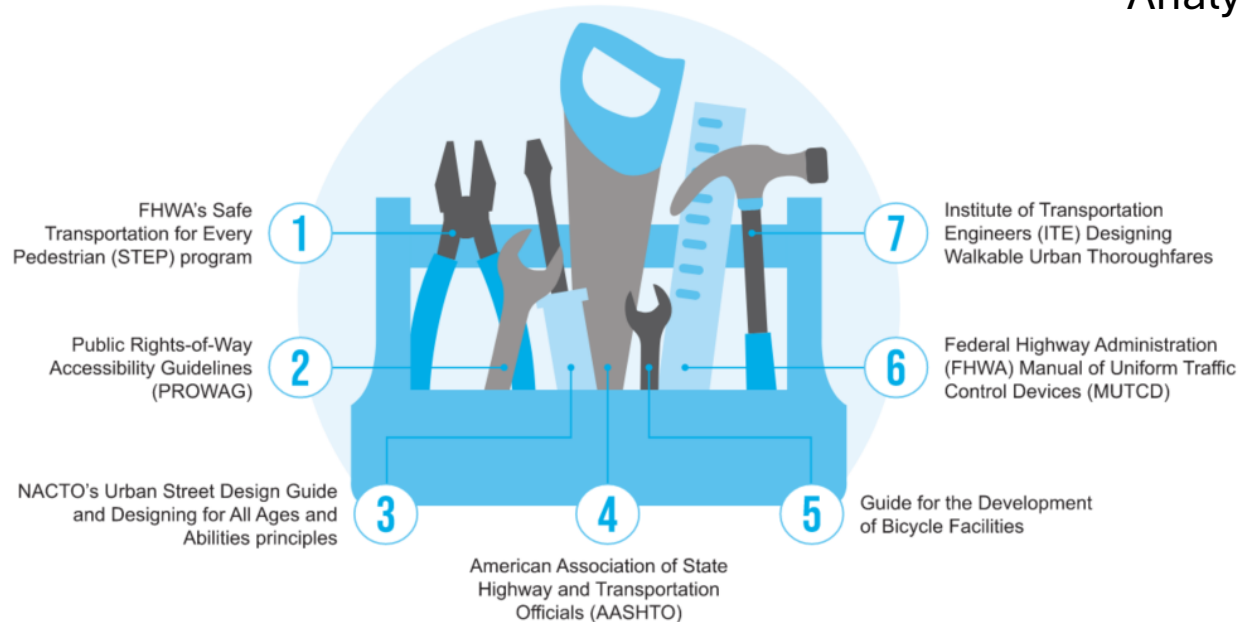 1
FHWA's Safe
Transportation for Every
Pedestrian (STEP) program
2
Public Rights-of-Way
Accessibility Guidelines
(PROWAG)
3
NACTO's Urban Street Design Guide
and Designing for All Ages and
Abilities principles
4
American Association of State
Highway and Transportation
Officials (AASHTO)
5
Guide for the Development
of Bicycle Facilities
6
Federal Highway Administration
(FHWA) Manual of Uniform Traffic
Control Devices (MUTCD)
7
Institute of Transportation
Engineers (ITE) Designing
Walkable Urban Thoroughfares